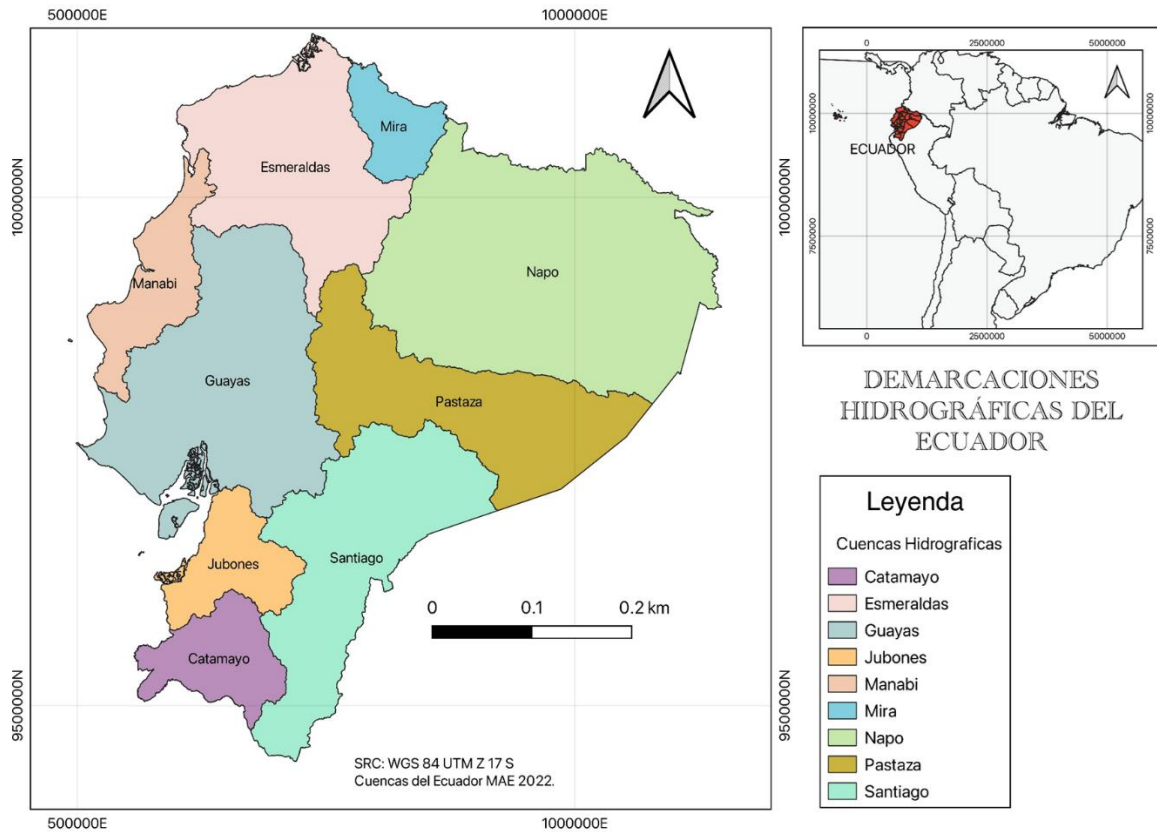 500000E
1000000E
10000000N
9500000N
Mira
Esmeraldas
Manabi
Napo
Guayas
Pastaza
Jubones
Santiago
Catamayo
0 0.1 0.2 km
SRC: WGS 84 UTM Z 17 S
Cuencas del Ecuador MAE 2022.
10000000N
9500000N
500000E
1000000E
0 2500000 5000000
10000000
7500000
ECUADOR
10000000
7500000
0 2500000 5000000
DEMARCACIONES
HIDROGRÁFICAS DEL
ECUADOR
Leyenda
Cuencas Hidrograficas
Catamayo
Esmeraldas
Guayas
Jubones
Manabi
Mira
Napo
Pastaza
Santiago